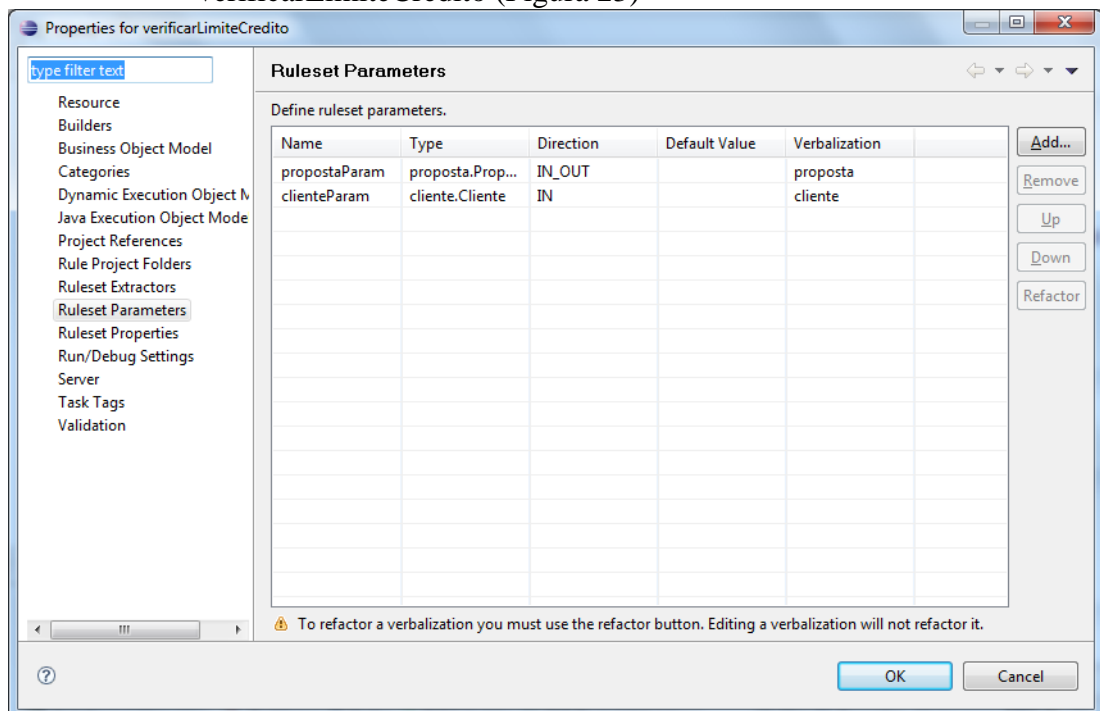 verificarLimiteCredito (Figura 23)
Properties for verificarLimiteCredito
type filter text
Resource
Builders
Business Object Model
Categories
Dynamic Execution Object M
Java Execution Object Mode
Project References
Rule Project Folders
Ruleset Extractors
Ruleset Parameters
Ruleset Properties
Run/Debug Settings
Server
Task Tags
Validation
Ruleset Parameters
Define ruleset parameters.
Name Type Direction Default Value Verbalization
propostaParam proposta.Prop... IN_OUT proposta
clienteParam cliente.Cliente IN cliente
Add...
Remove
Up
Down
Refactor
To refactor a verbalization you must use the refactor button. Editing a verbalization will not refactor it.
OK Cancel